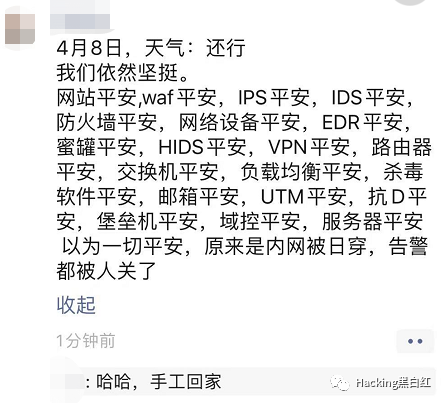 4月8日，天气：还行
我们依然坚挺。
网站平安,waf平安，IPS平安，IDS平安，
防火墙平安，网络设备平安，EDR平安，
蜜罐平安，HIDS平安，VPN平安，路由器
平安，交换机平安，负载均衡平安，杀毒
软件平安，邮箱平安，UTM平安，抗D平
安，堡垒机平安，域控平安，服务器平安
以为一切平安，原来是内网被日穿，告警
都被人关了
收起
1分钟前
：哈哈，手工回家
Hacking黑白红